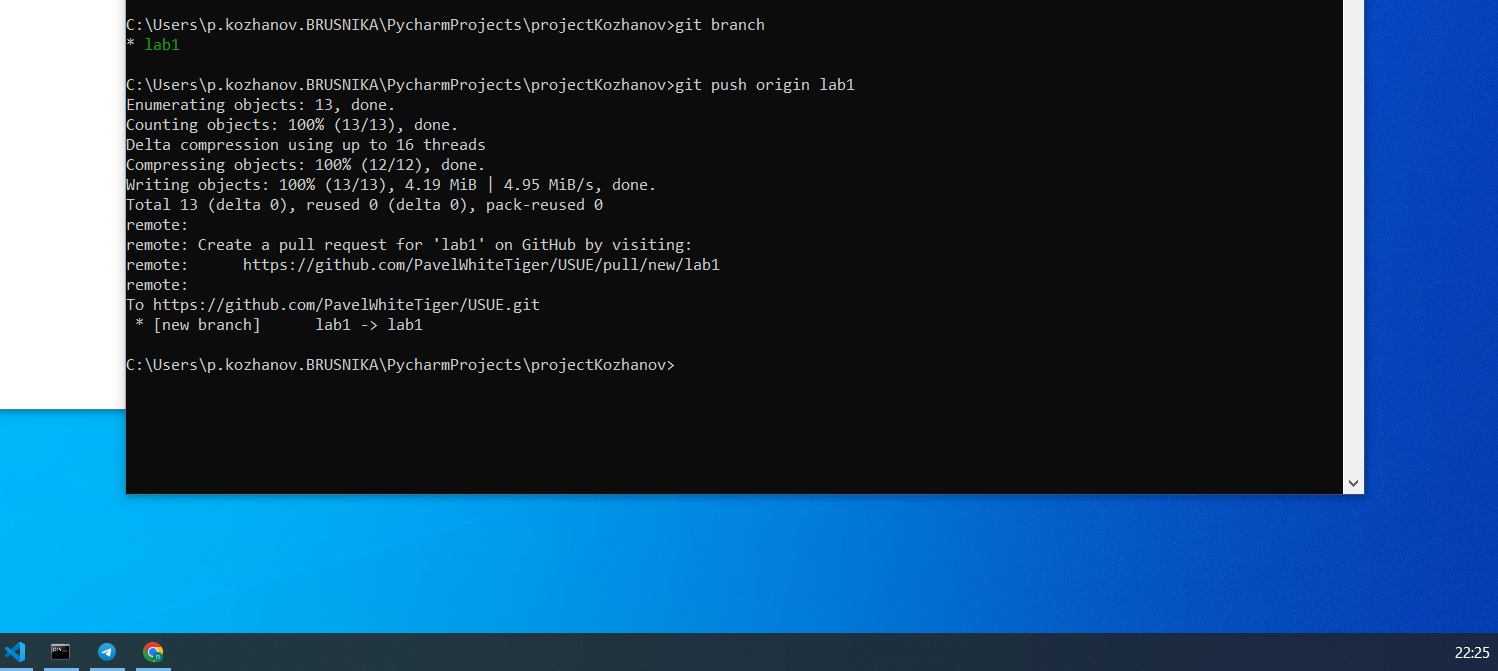 C:\Users\p.kozhanov.BRUSNIKA\PycharmProjects\projectKozhanov>git branch
* lab1
C:\Users\p.kozhanov.BRUSNIKA\PycharmProjects\projectKozhanov>git push origin lab1
Enumerating objects: 13, done.
Counting objects: 100% (13/13), done.
Delta compression using up to 16 threads
Compressing objects: 100% (12/12), done.
Writing objects: 100% (13/13), 4.19 MiB | 4.95 MiB/s, done.
Total 13 (delta 0), reused 0 (delta 0), pack-reused 0
remote:
remote: Create a pull request for 'lab1' on GitHub by visiting:
remote:      https://github.com/PavelWhiteTiger/USUE/pull/new/lab1
remote:
To https://github.com/PavelWhiteTiger/USUE.git
 * [new branch]      lab1 -> lab1
C:\Users\p.kozhanov.BRUSNIKA\PycharmProjects\projectKozhanov>
22:25